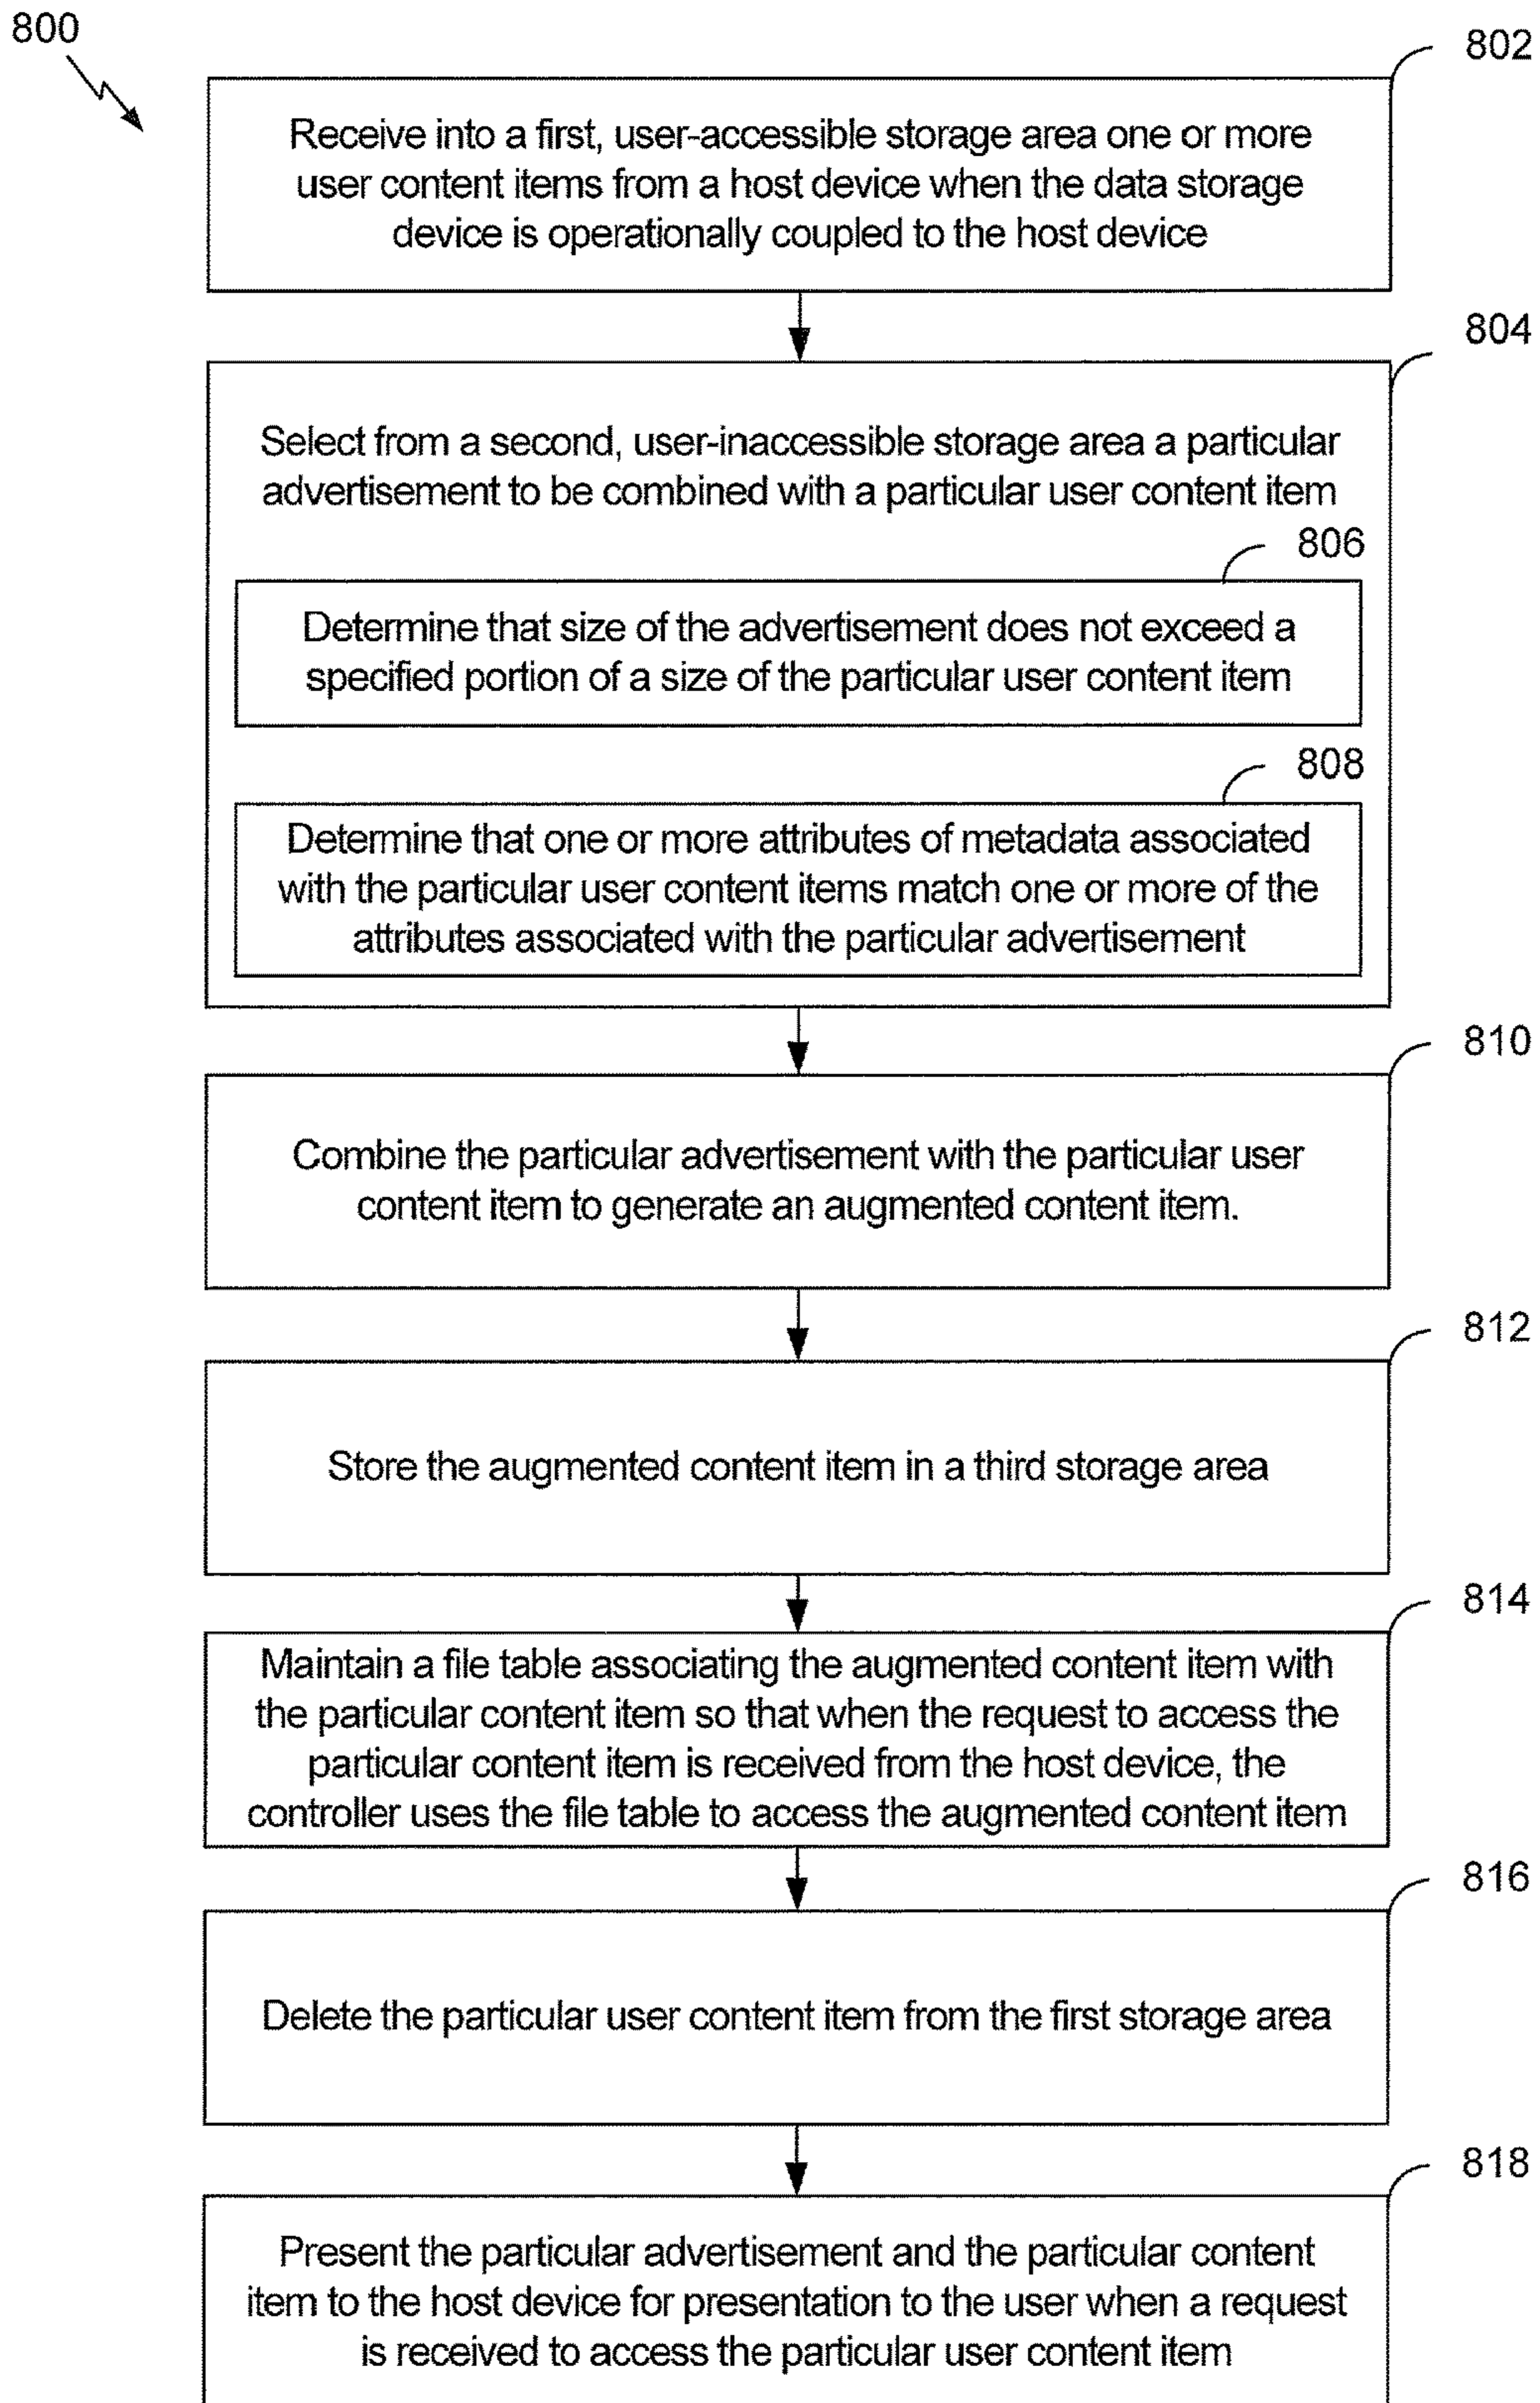 800
802
Receive into a first, user-accessible storage area one or more
user content items from a host device when the data storage
device is operationally coupled to the host device
804
Select from a second, user-inaccessible storage area a particular
advertisement to be combined with a particular user content item
806
Determine that size of the advertisement does not exceed a
specified portion of a size of the particular user content item
808
Determine that one or more attributes of metadata associated
with the particular user content items match one or more of the
attributes associated with the particular advertisement
810
Combine the particular advertisement with the particular user
content item to generate an augmented content item.
812
Store the augmented content item in a third storage area
814
Maintain a file table associating the augmented content item with
the particular content item so that when the request to access the
particular content item is received from the host device, the
controller uses the file table to access the augmented content item
816
Delete the particular user content item from the first storage area
818
Present the particular advertisement and the particular content
item to the host device for presentation to the user when a request
is received to access the particular user content item